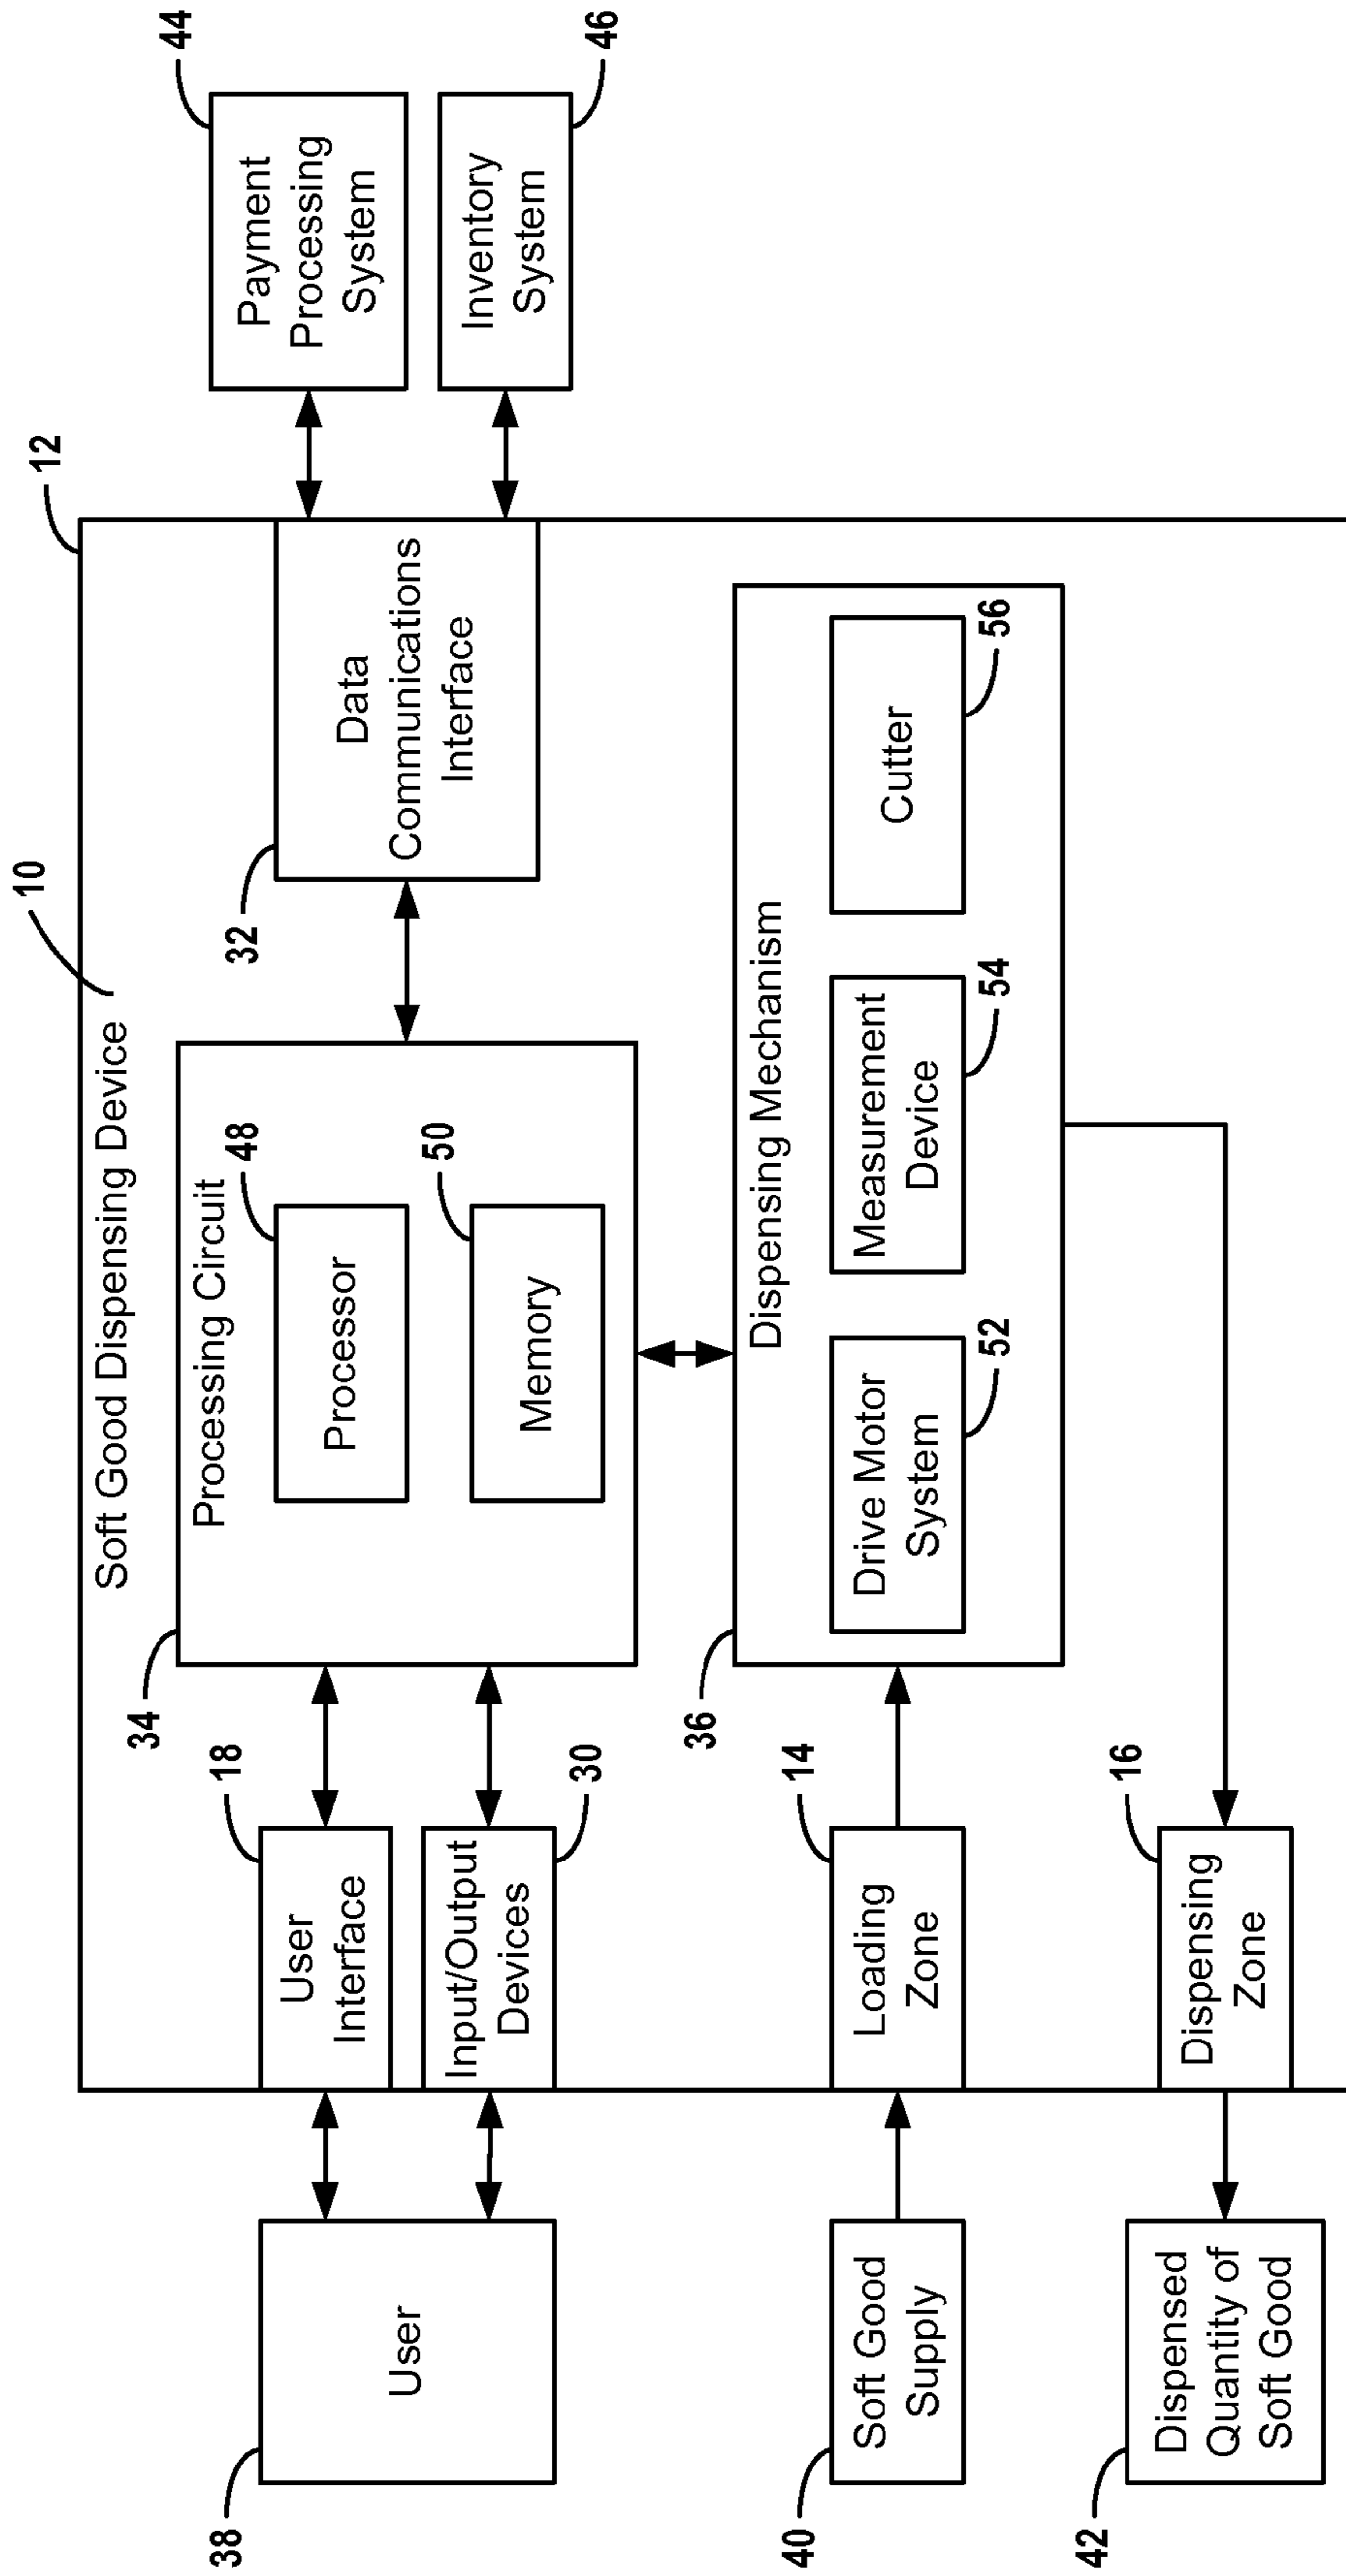 10
12
Soft Good Dispensing Device
38
User
18
User
Interface
30
Input/Output
Devices
34
Processing Circuit
48
Processor
50
Memory
32
Data
Communications
Interface
44
Payment
Processing
System
46
Inventory
System
40
Soft Good
Supply
14
Loading
Zone
36
Dispensing Mechanism
Drive Motor
System
52
Measurement
Device
54
Cutter
56
16
Dispensing
Zone
42
Dispensed
Quantity of
Soft Good